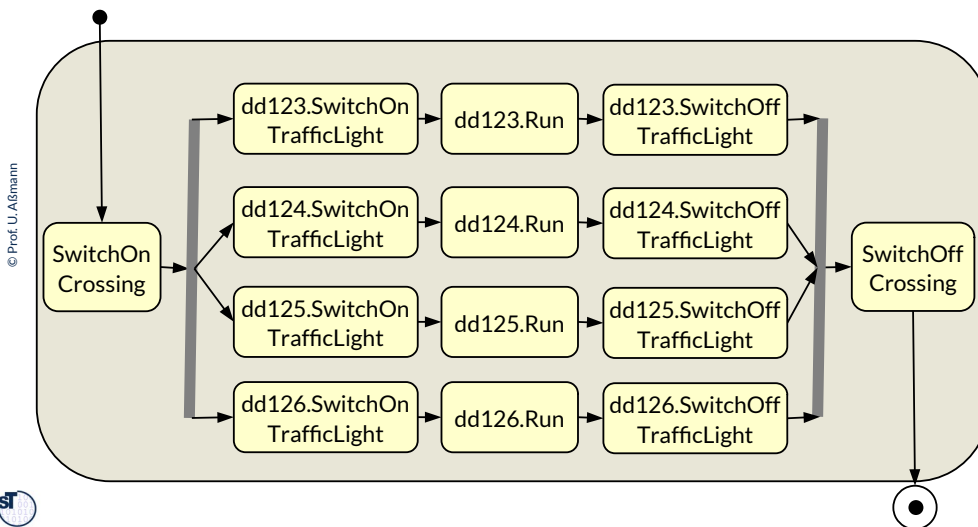 dd123.SwitchOn
TrafficLight
dd123.Run
dd123.SwitchOff
TrafficLight
dd124.SwitchOn
TrafficLight
dd124.Run
dd124.SwitchOff
TrafficLight
SwitchOn
Crossing
SwitchOff
Crossing
dd125.SwitchOn
TrafficLight
dd125.Run
dd125.SwitchOff
TrafficLight
dd126.SwitchOn
TrafficLight
dd126.Run
dd126.SwitchOff
TrafficLight
© Prof. U. Aßmann
sT